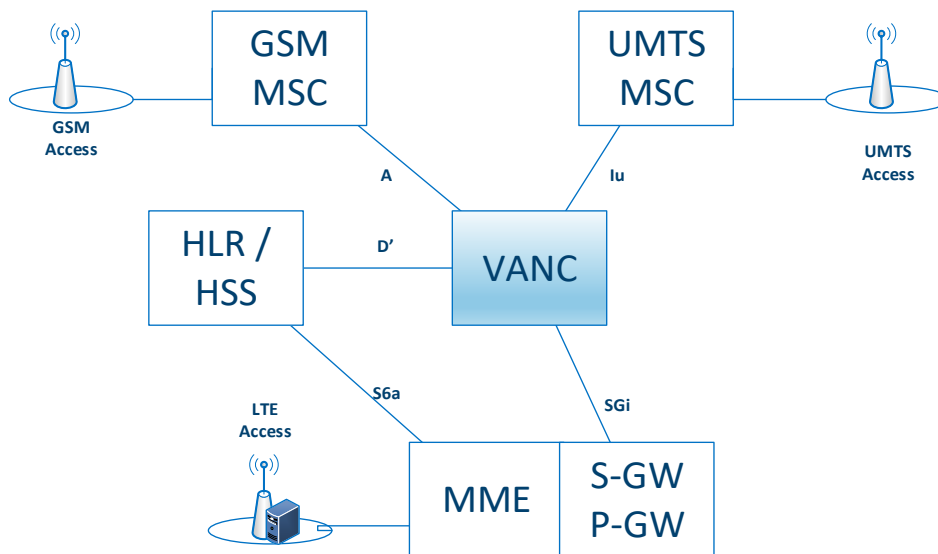 GSM
MSC
UMTS
MSC
GSM
Access
UMTS
Access
A
Iu
HLR /
HSS
D’
VANC
S6a
SGi
LTE
Access
MME
S-GW
P-GW